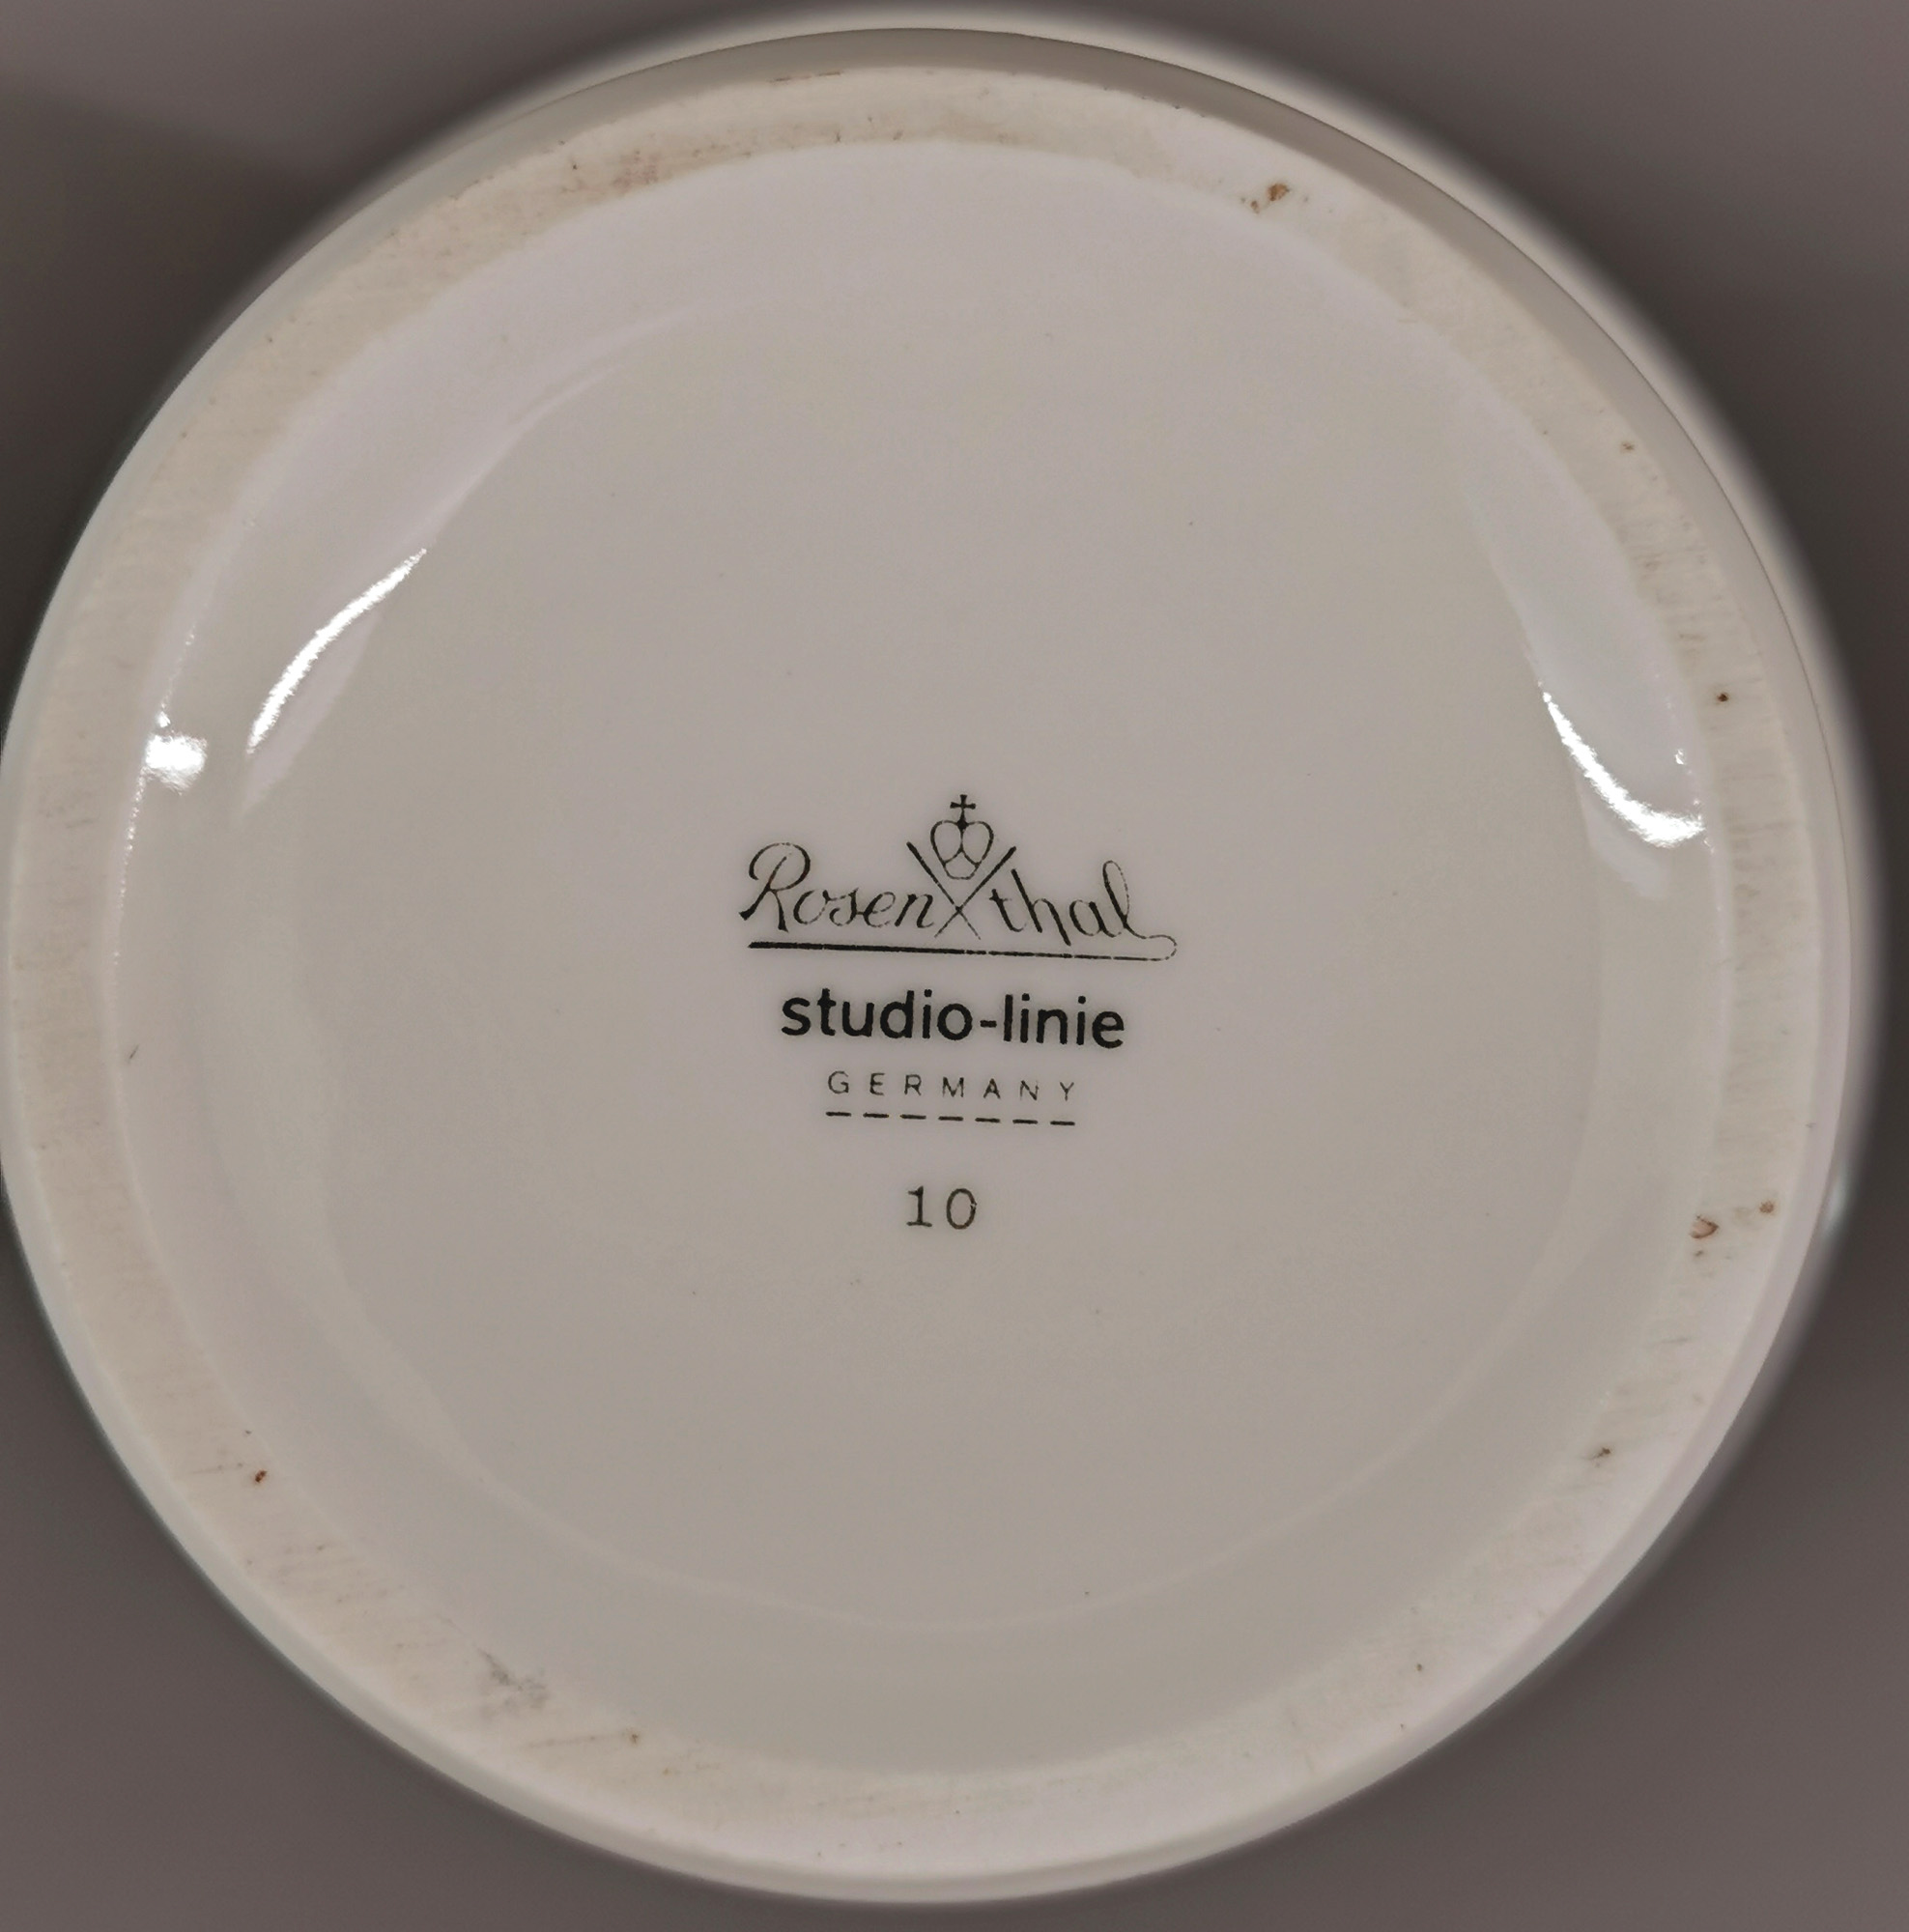 Rosenthal
studio-linie
GERMANY
10